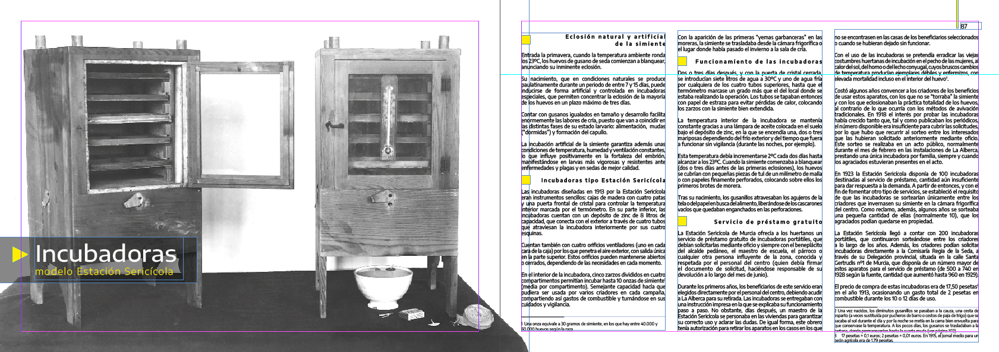 Incubadoras
modelo Estación Sericícola
87
Eclosión natural y artificial
de la simiente
Entrada la primavera, cuando la temperatura ambiente ronda
los 23ºC, los huevos de gusano de seda comienzan a blanquear,
anunciando su inminente eclosión.
Su nacimiento, que en condiciones naturales se produce
paulatinamente durante un periodo de entre 7 y 15 días, puede
inducirse de forma artificial y controlada en incubadoras
especiales, que permiten concentrar la eclosión de la mayoría
de los huevos en un plazo máximo de tres días.
Contar con gusanos igualados en tamaño y desarrollo facilita
enormemente las labores de cría, puesto que van a coincidir en
las distintas fases de su estado larvario: alimentación, mudas
("dormidas") y formación del capullo.
La incubación artificial de la simiente garantiza además unas
condiciones de temperatura, humedad y ventilación constantes,
lo que influye positivamente en la fortaleza del embrión,
manifestándose en larvas más vigorosas y resistentes ante
enfermedades y plagas y en sedas de mejor calidad.
Incubadoras tipo Estación Sericícola
Las incubadoras diseñadas en 1913 por la Estación Sericícola
eran instrumentos sencillos: cajas de madera con cuatro patas
y una puerta frontal de cristal para controlar la temperatura
interior marcada por el termómetro. En su parte inferior, las
incubadoras cuentan con un depósito de zinc de 8 litros de
capacidad, que conecta con el exterior a través de cuatro tubos
que atraviesan la incubadora interiormente por sus cuatro
esquinas.
Cuentan también con cuatro orificios ventiladores (uno en cada
cara de la caja) por los que penetra el aire exterior, con salida única
en la parte superior. Estos orificios pueden mantenerse abiertos
o cerrados, dependiendo de las necesidades en cada momento.
En el interior de la incubadora, cinco zarzos divididos en cuatro
compartimentos permitían incubar hasta 10 onzas de simiente¹
(media por compartimento). Semejante capacidad hacía que
pudiera ser usada por varios criadores en cada campaña,
compartiendo así gastos de combustible y turnándose en sus
cuidados y vigilancia.
1 Una onza equivale a 30 gramos de simiente, en los que hay entre 40.000 y
50.000 huevos según la raza.
Con la aparición de las primeras "yemas garbanceras" en las
moreras, la simiente se trasladaba desde la cámara frigorífica o
el lugar donde había pasado el invierno a la sala de cría.
Funcionamiento de las incubadoras
Dos o tres días después, y con la puerta de cristal cerrada,
se introducían siete litros de agua a 30ºC y uno de agua fría
por cualquiera de los cuatro tubos superiores, hasta que el
termómetro marcase un grado más que el del local donde se
estaba realizando la operación. Los tubos se tapaban entonces
con papel de estraza para evitar pérdidas de calor, colocando
los zarzos con la simiente bien extendida.
La temperatura interior de la incubadora se mantenía
constante gracias a una lámpara de aceite colocada en el suelo
bajo el depósito de zinc, en la que se encendía una, dos o tres
mariposas dependiendo del frío exterior y del tiempo que fuera
a funcionar sin vigilancia (durante las noches, por ejemplo).
Esta temperatura debía incrementarse 2ºC cada dos días hasta
alcanzar a los 23ºC. Cuando la simiente comenzaba a blanquear
(dos o tres días antes de las primeras eclosiones), los huevos
se cubrían con pequeñas piezas de tul de un milímetro de malla
o con papeles finamente perforados, colocando sobre ellos los
primeros brotes de morera.
Tras su nacimiento, los gusanillos atravesaban los agujeros de la
tela o del papel en busca del alimento, liberándose de los cascarones
vacíos que quedaban enganchados en las perforaciones.
Servicio de préstamo gratuito
La Estación Sericícola de Murcia ofrecía a los huertanos un
servicio de préstamo gratuito de incubadoras portátiles, que
debían solicitarlas mediante oficio y siempre con el beneplácito
del alcalde pedáneo, el maestro de escuela, el párroco o
cualquier otra persona influyente de la zona, conocida y
respetada por el personal del centro (quien debía firmar
el documento de solicitud, haciéndose responsable de su
devolución a lo largo del mes de junio).
Durante los primeros años, los beneficiarios de este servicio eran
elegidos directamente por el personal del centro, debiendo acudir
a La Alberca para su retirada. Las incubadoras se entregaban con
una instrucción impresa en la que se explicaba su funcionamiento
paso a paso. No obstante, días después, un maestro de la
Estación Sericícola se personaba en las viviendas para garantizar
su correcto uso y aclarar las dudas. De igual forma, este obrero
tenía autorización para retirar los aparatos en los casos en los que
no se encontrasen en las casas de los beneficiarios seleccionados
o cuando se hubieran dejado sin funcionar.
Con el uso de las incubadoras se pretendía erradicar las viejas
costumbres huertanas de incubación en el pecho de las mujeres, al
calor del sol, del horno o del lecho conyugal, cuyos bruscos cambios
de temperatura producían ejemplares débiles y enfermizos, con
elevada mortalidad incluso en el interior del huevo².
Costó algunos años convencer a los criadores de los beneficios
de usar estos aparatos, con los que no se “torraba” la simiente
y con los que eclosionaban la práctica totalidad de los huevos,
al contrario de lo que ocurría con los métodos de avivación
tradicionales. En 1918 el interés por probar las incubadoras
había crecido tanto que, tal y como publicaban los periódicos,
el número disponible era insuficiente para cubrir las solicitudes,
por lo que hubo que recurrir al sorteo entre los interesados
que las hubieran solicitado anteriormente mediante oficio.
Este sorteo se realizaba en un acto público, normalmente
durante el mes de febrero en las instalaciones de La Alberca,
prestando una única incubadora por familia, siempre y cuando
los agraciados estuvieran presentes en el acto.
En 1923 la Estación Sericícola disponía de 100 incubadoras
destinadas al servicio de préstamo, cantidad aún insuficiente
para dar respuesta a la demanda. A partir de entonces, y con el
fin de fomentar otro tipo de servicios, se estableció el requisito
de que las incubadoras se sortearían únicamente entre los
criadores que invernasen su simiente en la cámara frigorífica
del centro. Como reclamo, además, algunos años se sorteaba
una pequeña cantidad de ellas (normalmente 10), que los
agraciados podían quedarse en propiedad.
La Estación Sericícola llegó a contar con 200 incubadoras
portátiles, que continuaron sorteándose entre los criadores
a lo largo de los años. Además, los criadores podían solicitar
incubadoras directamente a la Comisaría Regia de la Seda, a
través de su Delegación provincial, situada en la calle Santa
Gertrudis nº1 de Murcia, que disponía de un número mayor de
estos aparatos para el servicio de préstamo (de 500 a 740 en
1928 según la fuente, cantidad que aumentó hasta 960 en 1929).
El precio de compra de estas incubadoras era de 17,50 pesetas³
en el año 1913, ocasionando un gasto total de 2 pesetas en
combustible durante los 10 o 12 días de uso.
2 Una vez nacidos, los diminutos gusanillos se pasaban a la cauza, una cesta de
esparto (a veces sustituida por pucheros de barro o cestos de paja de trigo) que se
sacaba al sol durante el día y por la noche se metía en la cama bien envuelta para
que conservase la temperatura. A los pocos días, los gusanos se trasladaban a la
3 17 pesetas = 0,1 euros; 2 pesetas = 0,01 euros. En 1915, el jornal medio para un
peón agrícola era de 1.79 pesetas.